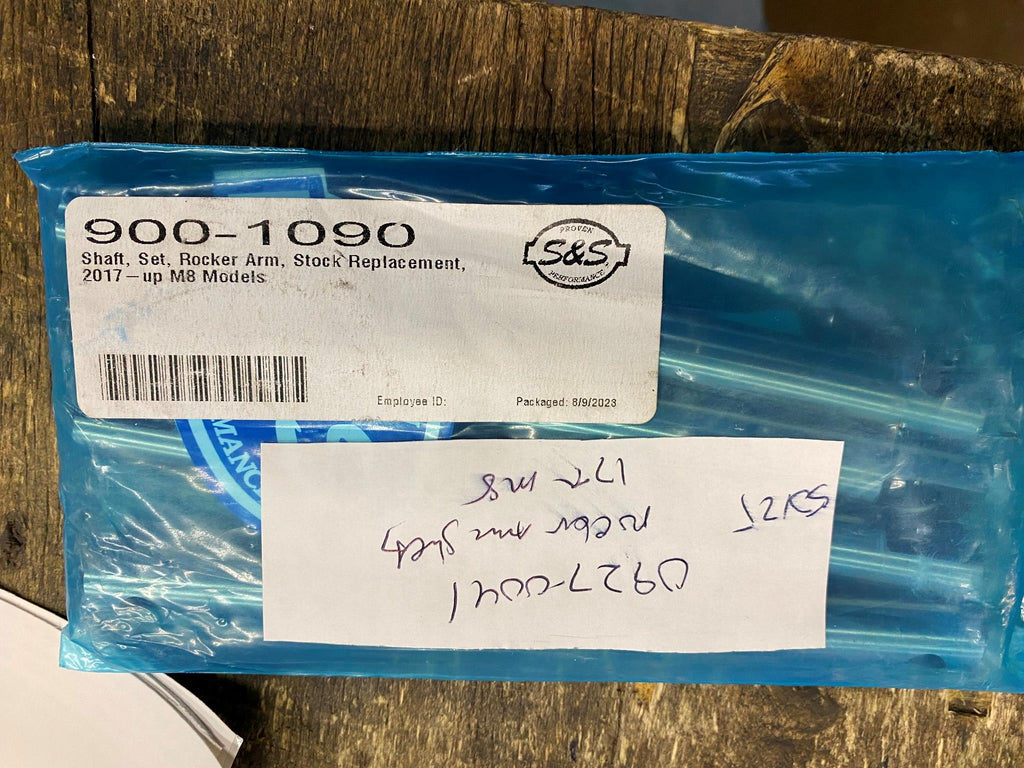 900-1090
Shaft, Set, Rocker Arm, Stock Replacement,
2017-up M8 Models
PROVEN
S&S
PERFORMANCE
Employee ID:
Packaged: 8/9/2023
MANC
0927-0041
rocker arm shafts
17^ M8